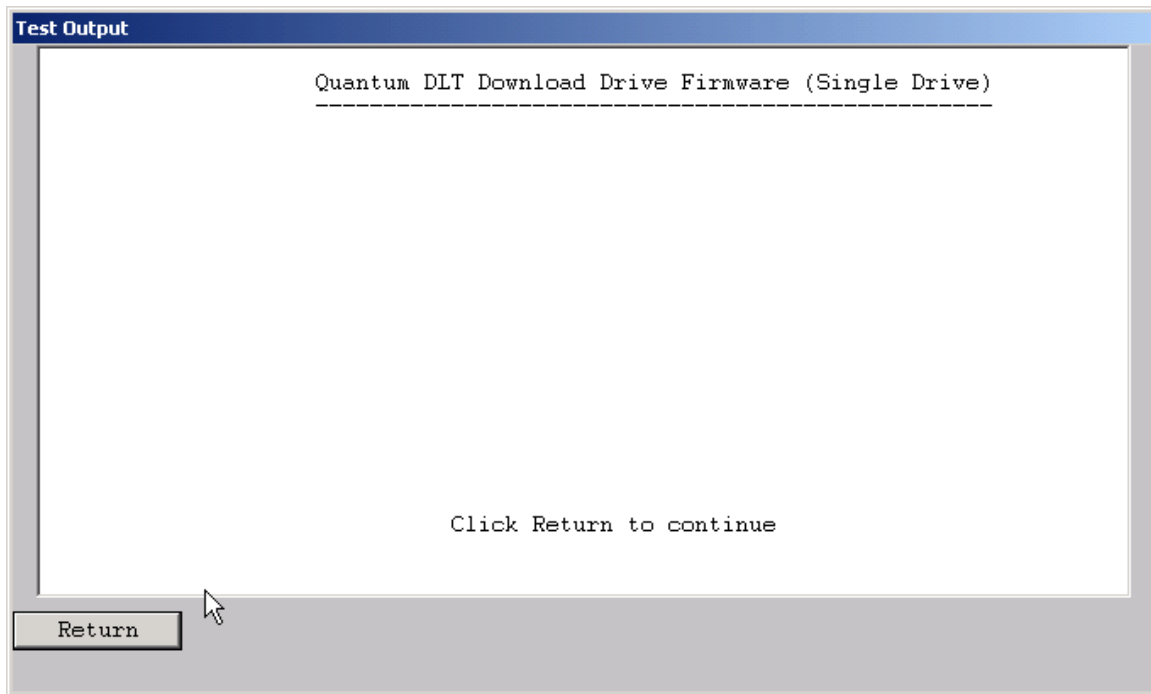 Test Output
Quantum DLT Download Drive Firmware (Single Drive)
--------------------------------------------------
Click Return to continue
Return